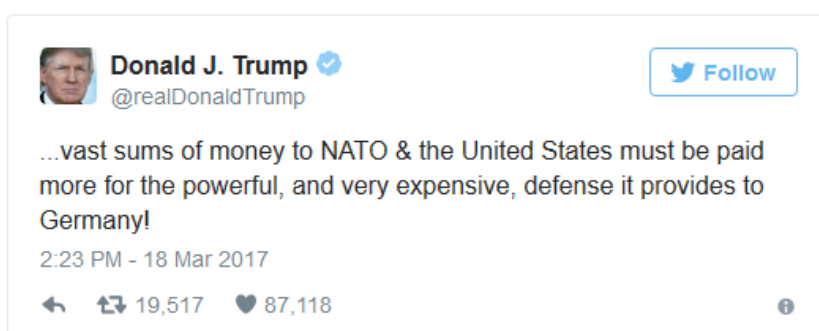 Donald J. Trump
Follow
@realDonaldTrump
...vast sums of money to NATO & the United States must be paid
more for the powerful, and very expensive, defense it provides to
Germany!
2:23 PM - 18 Mar 2017
19,517 87,118